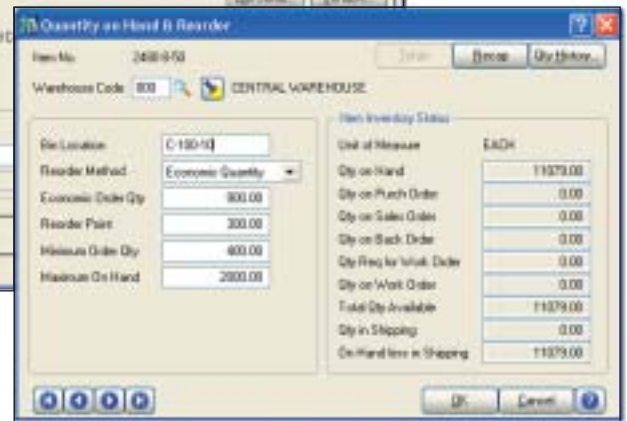 Quantity on Hand & Reorder
Item No. 2480-8-50
Recap Qty History...
Warehouse Code 000 CENTRAL WAREHOUSE
Item Inventory Status
Bin Location C-100-10
Unit of Measure EACH
Reorder Method Economic Quantity
Qty on Hand 11079.00
Economic Order Qty 900.00
Qty on Purch Order 0.00
Reorder Point 300.00
Qty on Sales Order 0.00
Minimum Order Qty 400.00
Qty on Back Order 0.00
Maximum On Hand 2000.00
Qty Req for Work Order 0.00
Qty on Work Order 0.00
Total Qty Available 11079.00
Qty in Shipping 0.00
On Hand less in Shipping 11079.00
OK Cancel